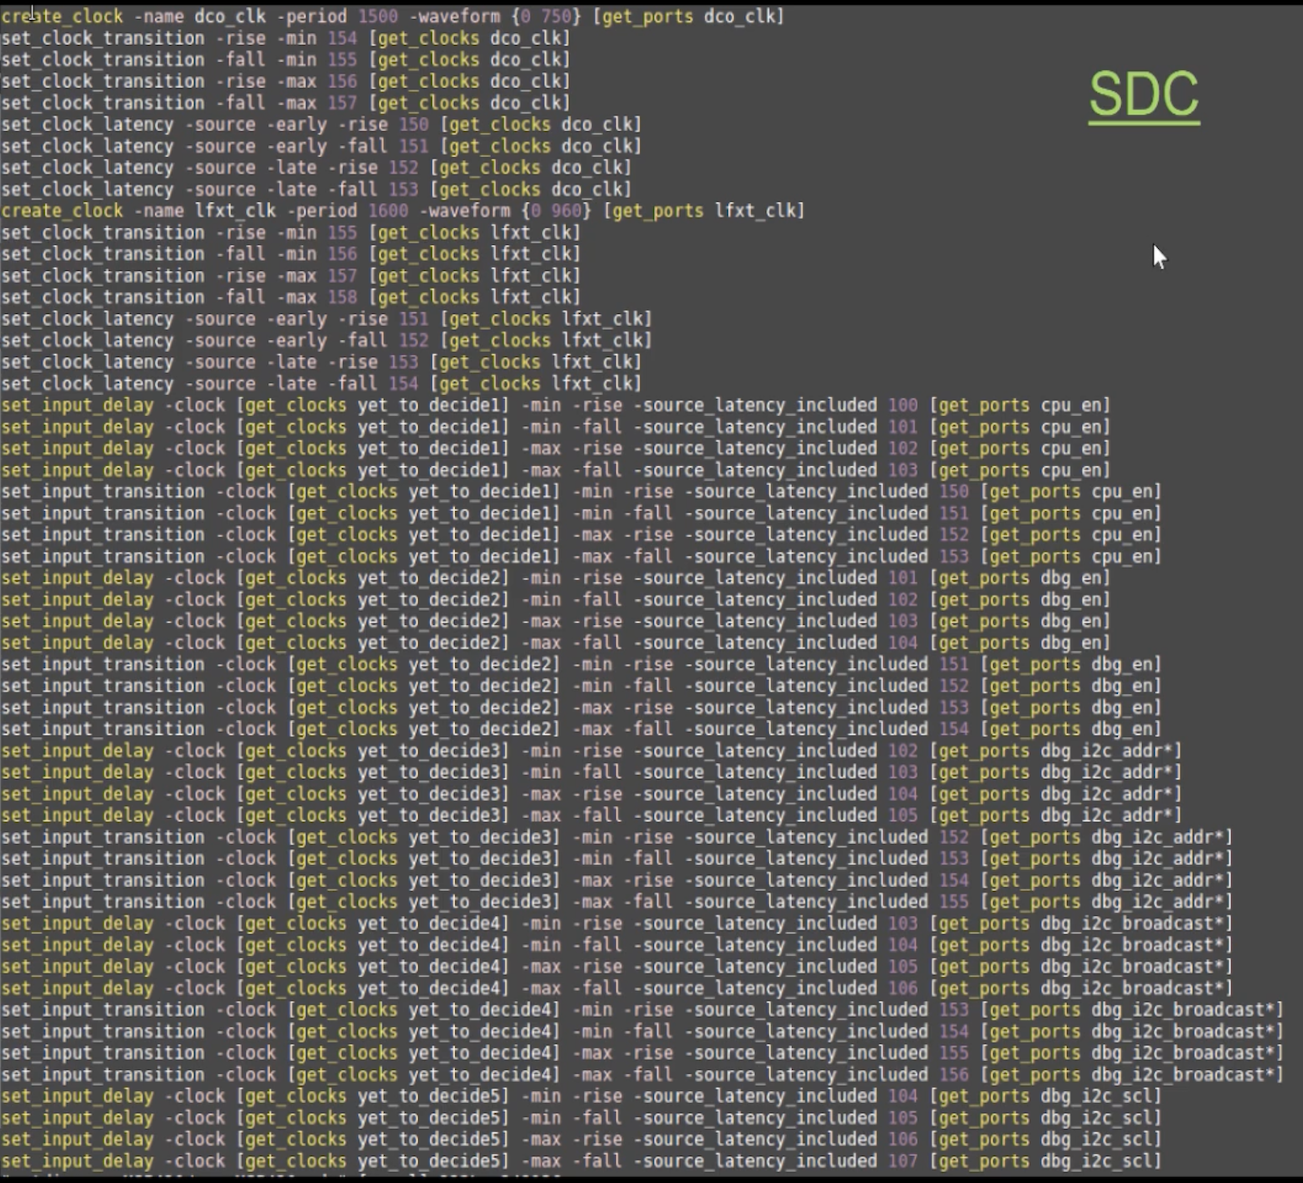 create_clock -name dco_clk -period 1500 -waveform {0 750} [get_ports dco_clk]
set_clock_transition -rise -min 154 [get_clocks dco_clk]
set_clock_transition -fall -min 155 [get_clocks dco_clk]
set_clock_transition -rise -max 156 [get_clocks dco_clk]
set_clock_transition -fall -max 157 [get_clocks dco_clk]
SDC
set_clock_latency -source -early -rise 150 [get_clocks dco_clk]
set_clock_latency -source -early -fall 151 [get_clocks dco_clk]
set_clock_latency -source -late -rise 152 [get_clocks dco_clk]
set_clock_latency -source -late -fall 153 [get_clocks dco_clk]
create_clock -name lfxt_clk -period 1600 -waveform {0 960} [get_ports lfxt_clk]
set_clock_transition -rise -min 155 [get_clocks lfxt_clk]
set_clock_transition -fall -min 156 [get_clocks lfxt_clk]
set_clock_transition -rise -max 157 [get_clocks lfxt_clk]
set_clock_transition -fall -max 158 [get_clocks lfxt_clk]
set_clock_latency -source -early -rise 151 [get_clocks lfxt_clk]
set_clock_latency -source -early -fall 152 [get_clocks lfxt_clk]
set_clock_latency -source -late -rise 153 [get_clocks lfxt_clk]
set_clock_latency -source -late -fall 154 [get_clocks lfxt_clk]
set_input_delay -clock [get_clocks yet_to_decide1] -min -rise -source_latency_included 100 [get_ports cpu_en]
set_input_delay -clock [get_clocks yet_to_decide1] -min -fall -source_latency_included 101 [get_ports cpu_en]
set_input_delay -clock [get_clocks yet_to_decide1] -max -rise -source_latency_included 102 [get_ports cpu_en]
set_input_delay -clock [get_clocks yet_to_decide1] -max -fall -source_latency_included 103 [get_ports cpu_en]
set_input_transition -clock [get_clocks yet_to_decide1] -min -rise -source_latency_included 150 [get_ports cpu_en]
set_input_transition -clock [get_clocks yet_to_decide1] -min -fall -source_latency_included 151 [get_ports cpu_en]
set_input_transition -clock [get_clocks yet_to_decide1] -max -rise -source_latency_included 152 [get_ports cpu_en]
set_input_transition -clock [get_clocks yet_to_decide1] -max -fall -source_latency_included 153 [get_ports cpu_en]
set_input_delay -clock [get_clocks yet_to_decide2] -min -rise -source_latency_included 101 [get_ports dbg_en]
set_input_delay -clock [get_clocks yet_to_decide2] -min -fall -source_latency_included 102 [get_ports dbg_en]
set_input_delay -clock [get_clocks yet_to_decide2] -max -rise -source_latency_included 103 [get_ports dbg_en]
set_input_delay -clock [get_clocks yet_to_decide2] -max -fall -source_latency_included 104 [get_ports dbg_en]
set_input_transition -clock [get_clocks yet_to_decide2] -min -rise -source_latency_included 151 [get_ports dbg_en]
set_input_transition -clock [get_clocks yet_to_decide2] -min -fall -source_latency_included 152 [get_ports dbg_en]
set_input_transition -clock [get_clocks yet_to_decide2] -max -rise -source_latency_included 153 [get_ports dbg_en]
set_input_transition -clock [get_clocks yet_to_decide2] -max -fall -source_latency_included 154 [get_ports dbg_en]
set_input_delay -clock [get_clocks yet_to_decide3] -min -rise -source_latency_included 102 [get_ports dbg_i2c_addr*]
set_input_delay -clock [get_clocks yet_to_decide3] -min -fall -source_latency_included 103 [get_ports dbg_i2c_addr*]
set_input_delay -clock [get_clocks yet_to_decide3] -max -rise -source_latency_included 104 [get_ports dbg_i2c_addr*]
set_input_delay -clock [get_clocks yet_to_decide3] -max -fall -source_latency_included 105 [get_ports dbg_i2c_addr*]
set_input_transition -clock [get_clocks yet_to_decide3] -min -rise -source_latency_included 152 [get_ports dbg_i2c_addr*]
set_input_transition -clock [get_clocks yet_to_decide3] -min -fall -source_latency_included 153 [get_ports dbg_i2c_addr*]
set_input_transition -clock [get_clocks yet_to_decide3] -max -rise -source_latency_included 154 [get_ports dbg_i2c_addr*]
set_input_transition -clock [get_clocks yet_to_decide3] -max -fall -source_latency_included 155 [get_ports dbg_i2c_addr*]
set_input_delay -clock [get_clocks yet_to_decide4] -min -rise -source_latency_included 103 [get_ports dbg_i2c_broadcast*]
set_input_delay -clock [get_clocks yet_to_decide4] -min -fall -source_latency_included 104 [get_ports dbg_i2c_broadcast*]
set_input_delay -clock [get_clocks yet_to_decide4] -max -rise -source_latency_included 105 [get_ports dbg_i2c_broadcast*]
set_input_delay -clock [get_clocks yet_to_decide4] -max -fall -source_latency_included 106 [get_ports dbg_i2c_broadcast*]
set_input_transition -clock [get_clocks yet_to_decide4] -min -rise -source_latency_included 153 [get_ports dbg_i2c_broadcast*]
set_input_transition -clock [get_clocks yet_to_decide4] -min -fall -source_latency_included 154 [get_ports dbg_i2c_broadcast*]
set_input_transition -clock [get_clocks yet_to_decide4] -max -rise -source_latency_included 155 [get_ports dbg_i2c_broadcast*]
set_input_transition -clock [get_clocks yet_to_decide4] -max -fall -source_latency_included 156 [get_ports dbg_i2c_broadcast*]
set_input_delay -clock [get_clocks yet_to_decide5] -min -rise -source_latency_included 104 [get_ports dbg_i2c_scl]
set_input_delay -clock [get_clocks yet_to_decide5] -min -fall -source_latency_included 105 [get_ports dbg_i2c_scl]
set_input_delay -clock [get_clocks yet_to_decide5] -max -rise -source_latency_included 106 [get_ports dbg_i2c_scl]
set_input_delay -clock [get_clocks yet_to_decide5] -max -fall -source_latency_included 107 [get_ports dbg_i2c_scl]